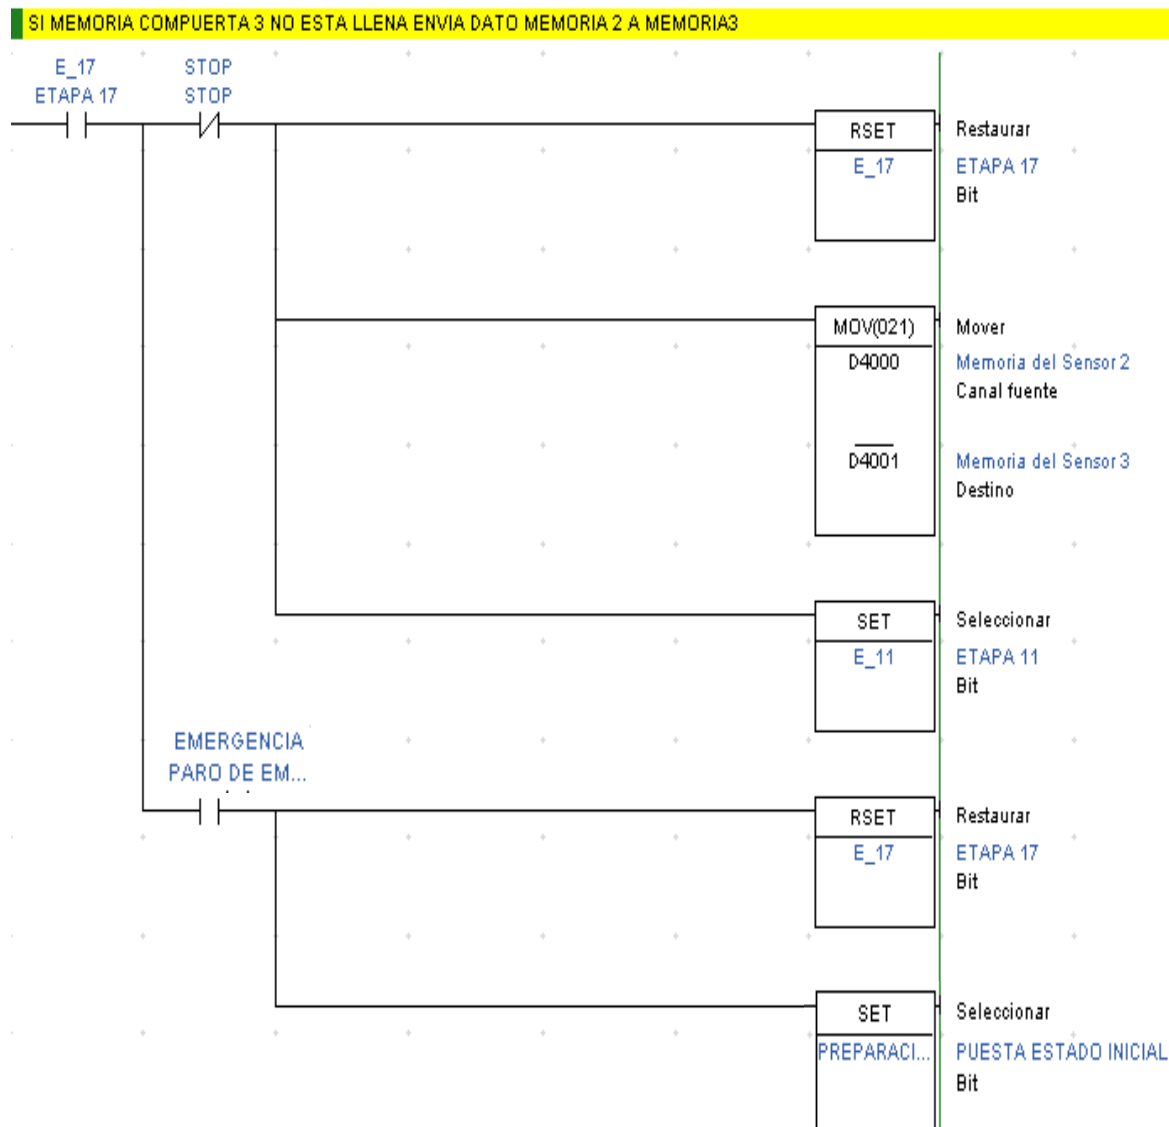 SI MEMORIA COMPUERTA 3 NO ESTA LLENA ENVIA DATO MEMORIA 2 A MEMORIA3
E_17 STOP
ETAPA 17 STOP
RSET Restaurar
E_17 ETAPA 17
Bit
MOV(021) Mover
D4000 Memoria del Sensor 2
Canal fuente
D4001 Memoria del Sensor 3
Destino
SET Seleccionar
E_11 ETAPA 11
Bit
EMERGENCIA
PARO DE EM...
RSET Restaurar
E_17 ETAPA 17
Bit
SET Seleccionar
PREPARACI... PUESTA ESTADO INICIAL
Bit